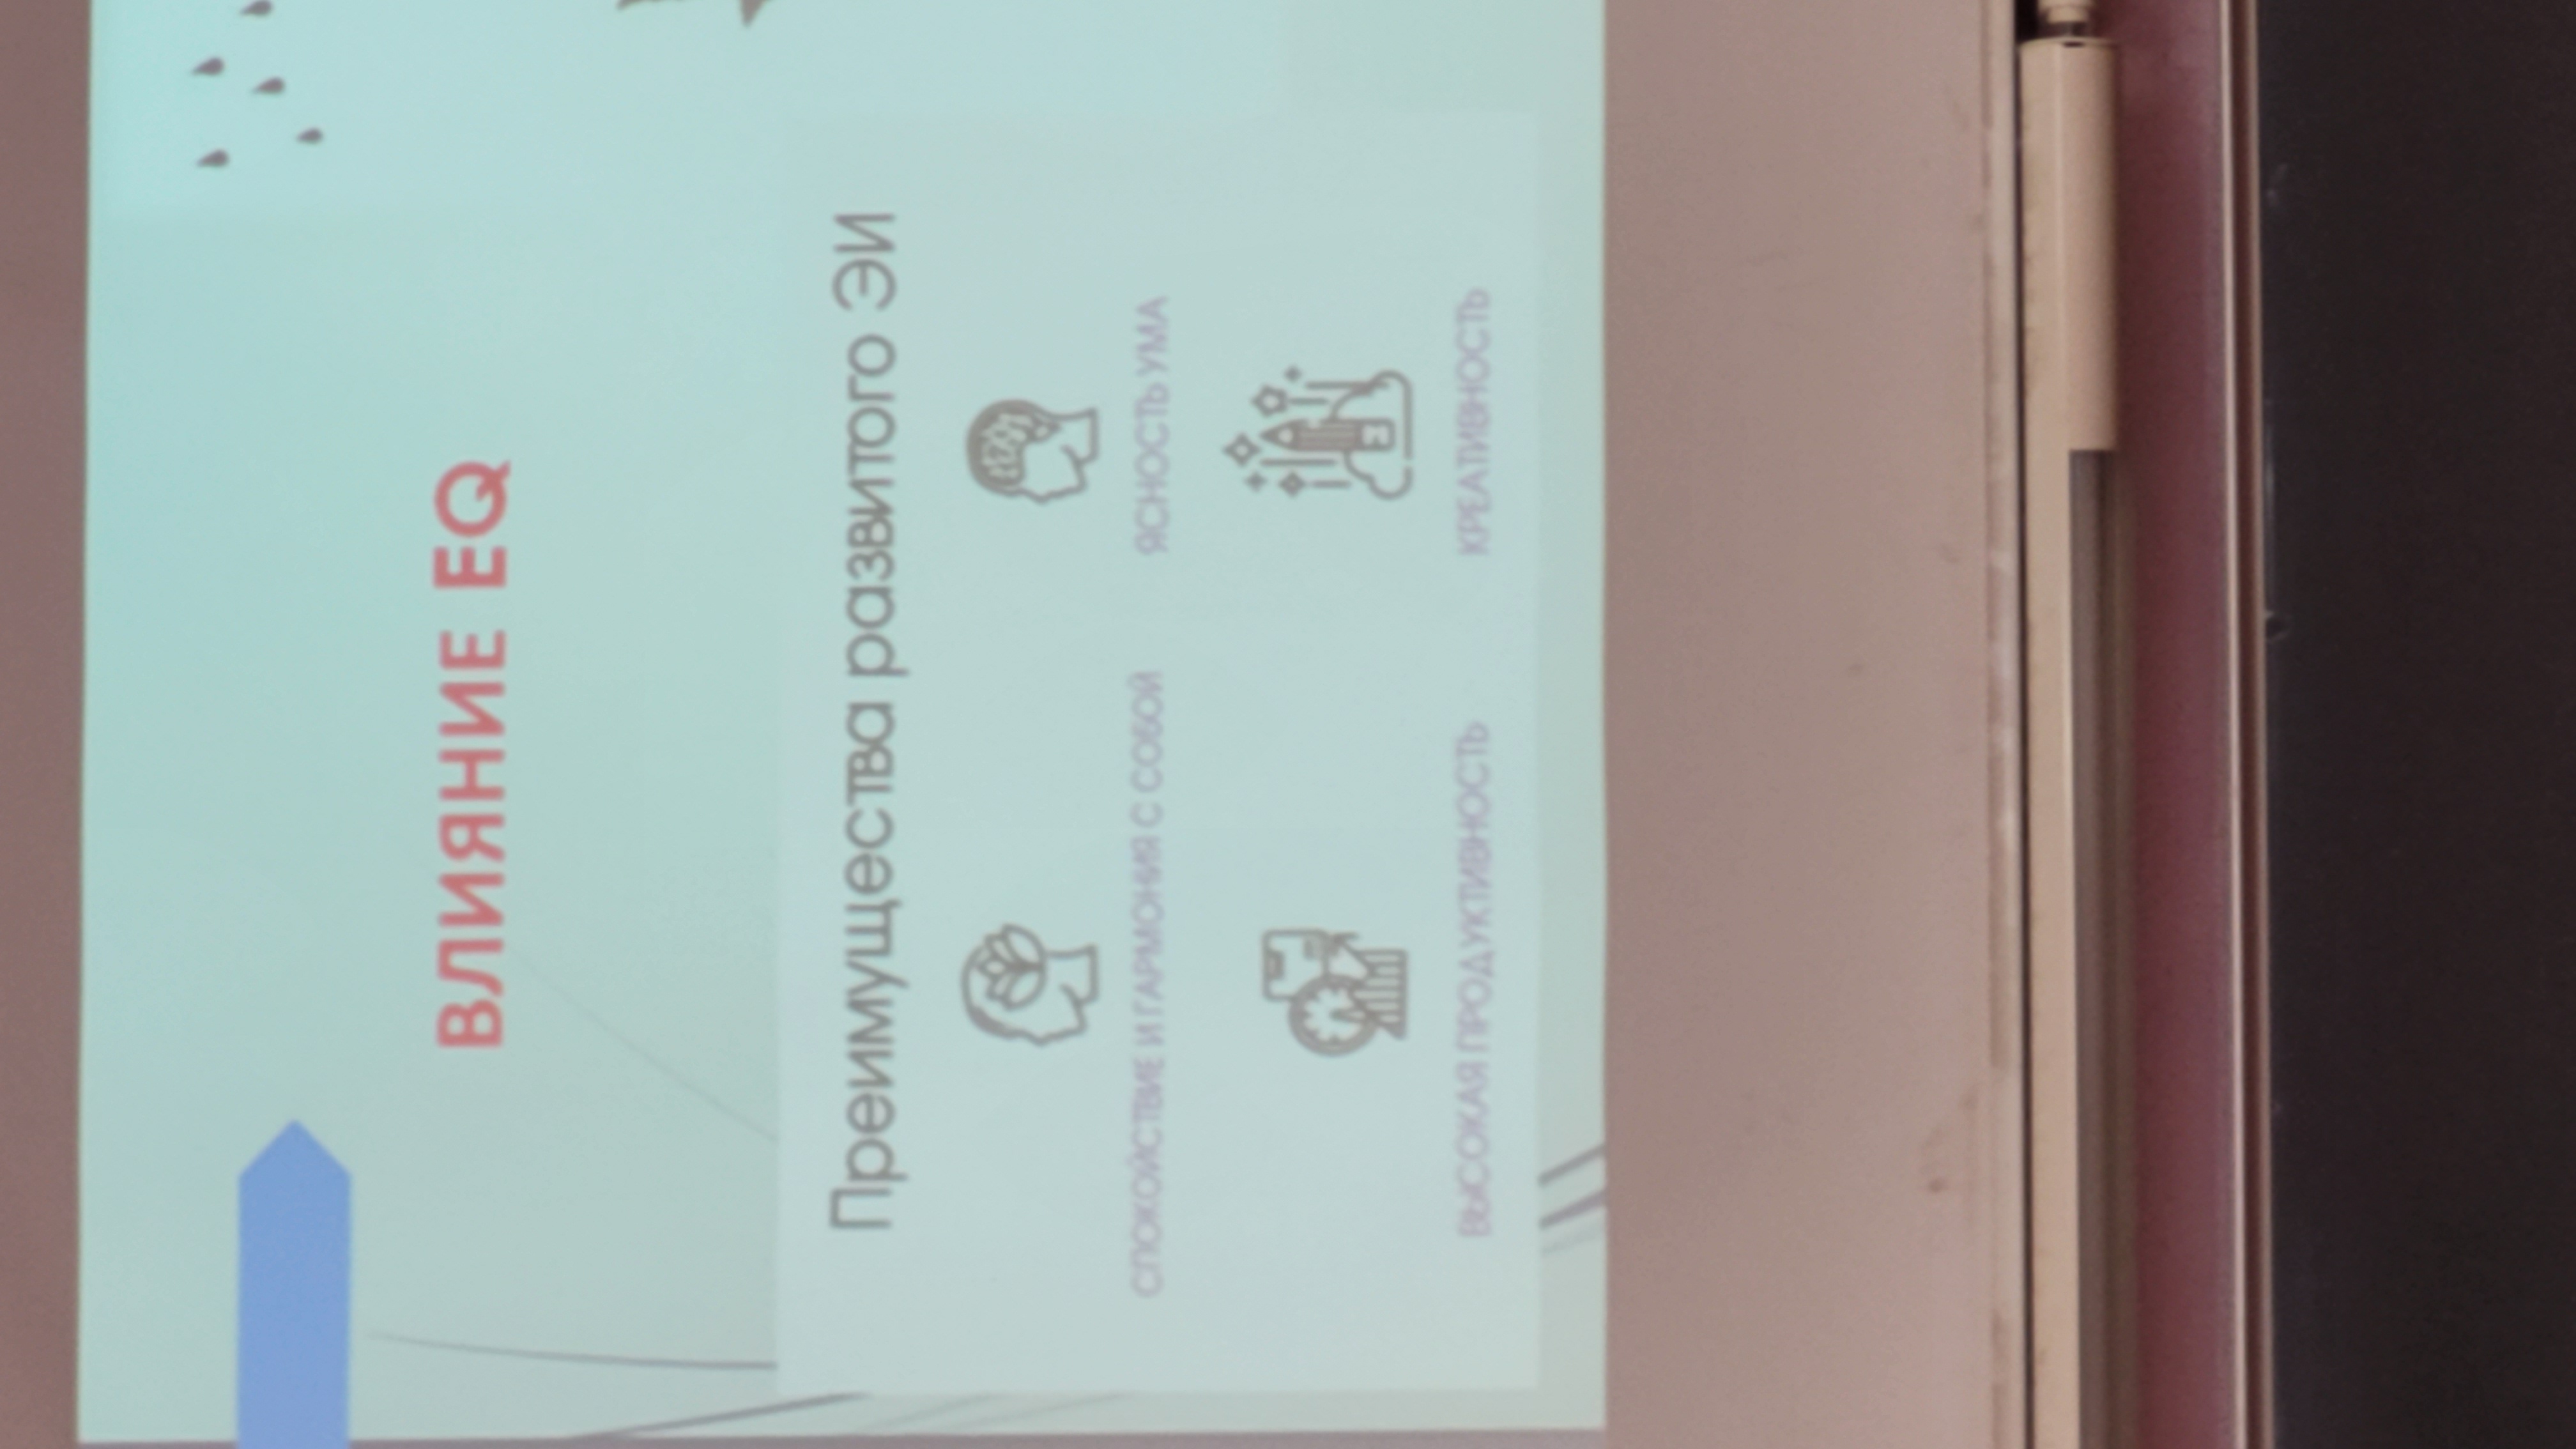 ВЛИЯНИЕ EQ
Преимущества развитого ЭИ
СПОКОЙСТВИЕ И ГАРМОНИЯ С СОБОЙ
ЯСНОСТЬ УМА
ВЫСОКАЯ ПРОДУКТИВНОСТЬ
КРЕАТИВНОСТЬ